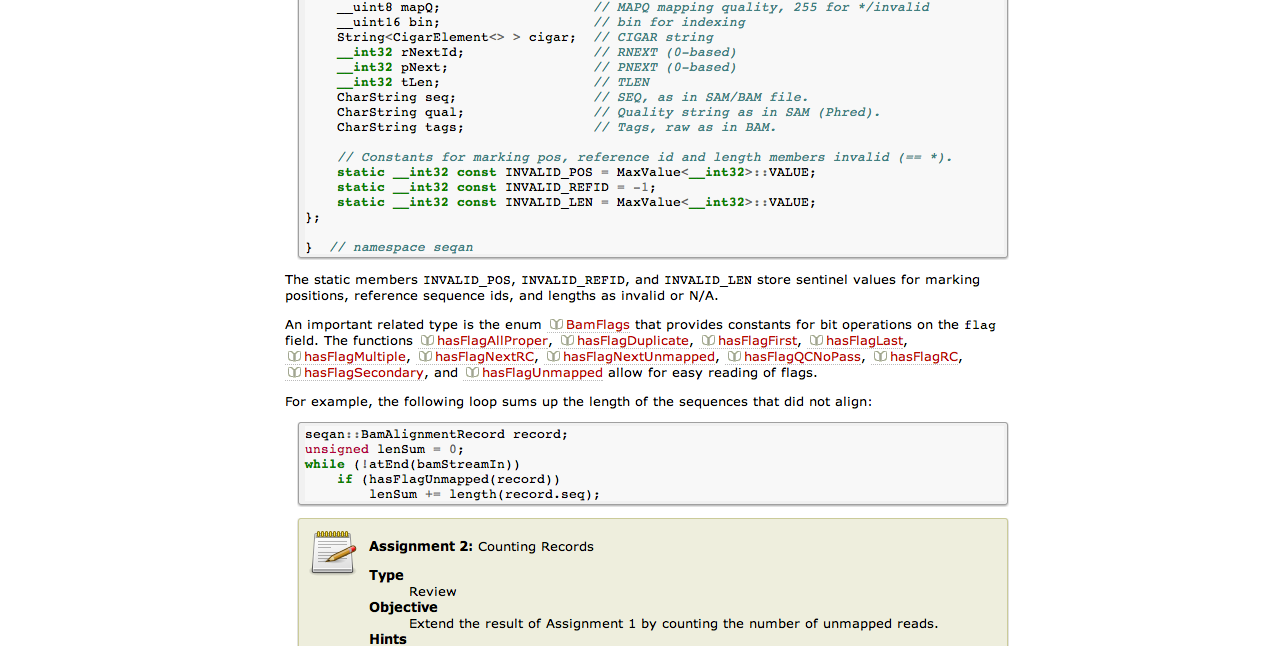 __uint8 mapQ; // MAPQ mapping quality, 255 for */invalid
__uint16 bin; // bin for indexing
String<CigarElement<> > cigar; // CIGAR string
__int32 rNextId; // RNEXT (0-based)
__int32 pNext; // PNEXT (0-based)
__int32 tLen; // TLEN
CharString seq; // SEQ, as in SAM/BAM file.
CharString qual; // Quality string as in SAM (Phred).
CharString tags; // Tags, raw as in BAM.
// Constants for marking pos, reference id and length members invalid (== *).
static __int32 const INVALID_POS = MaxValue<__int32>::VALUE;
static __int32 const INVALID_REFID = -1;
static __int32 const INVALID_LEN = MaxValue<__int32>::VALUE;
};
} // namespace seqan
The static members INVALID_POS, INVALID_REFID, and INVALID_LEN store sentinel values for marking
positions, reference sequence ids, and lengths as invalid or N/A.
An important related type is the enum BamFlags that provides constants for bit operations on the flag
field. The functions hasFlagAllProper, hasFlagDuplicate, hasFlagFirst, hasFlagLast,
hasFlagMultiple, hasFlagNextRC, hasFlagNextUnmapped, hasFlagQCNoPass, hasFlagRC,
hasFlagSecondary, and hasFlagUnmapped allow for easy reading of flags.
For example, the following loop sums up the length of the sequences that did not align:
seqan::BamAlignmentRecord record;
unsigned lenSum = 0;
while (!atEnd(bamStreamIn))
if (hasFlagUnmapped(record))
lenSum += length(record.seq);
Assignment 2: Counting Records
Type
Review
Objective
Extend the result of Assignment 1 by counting the number of unmapped reads.
Hints